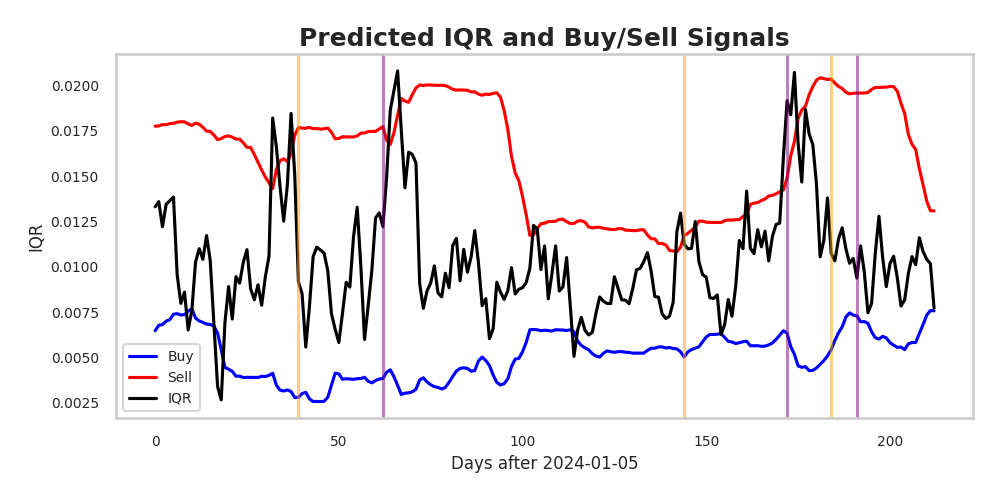 Predicted IQR and Buy/Sell Signals
IQR
0.0200
0.0175
0.0150
0.0125
0.0100
0.0075
0.0050
0.0025
Buy
Sell
IQR
0 50 100 150 200
Days after 2024-01-05